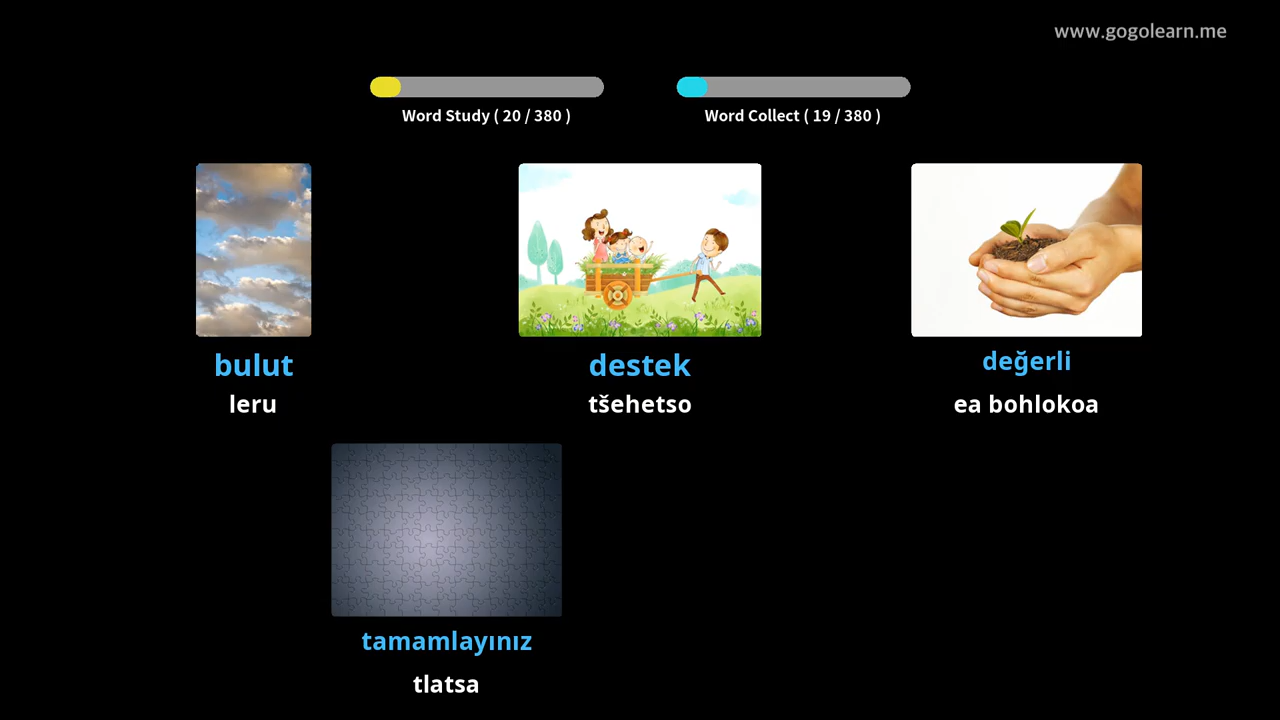 www.gogolearn.me
Word Study ( 20 / 380 )
Word Collect ( 19 / 380 )
bulut
leru
destek
tšehetso
değerli
ea bohlokoa
tamamlayınız
tlatsa